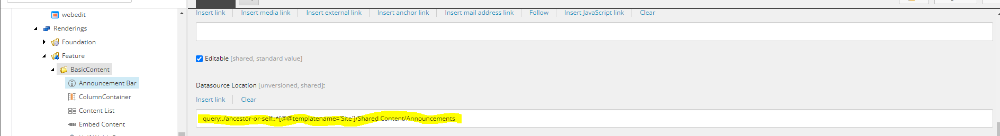 webedit
Renderings
Foundation
Feature
BasicContent
Announcement Bar
ColumnContainer
Content List
Embed Content
Insert link Insert media link Insert external link Insert anchor link Insert mail address link Follow Insert JavaScript link Clear
Editable [shared, standard value]
Datasource Location [unversioned, shared]:
Insert link Clear
query:./ancestor-or-self::*[@@templatename='Site']/Shared Content/Announcements